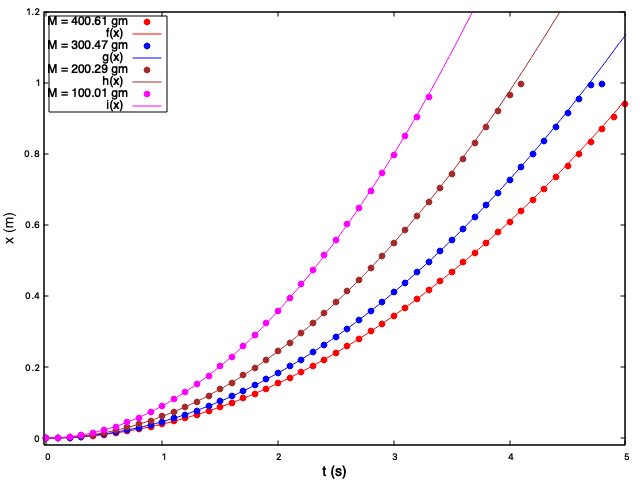 1.2
M = 400.61 gm
f(x)
M = 300.47 gm
g(x)
M = 200.29 gm
h(x)
M = 100.01 gm
i(x)
1
0.8
0.6
0.4
0.2
0
x (m)
0 1 2 3 4 5
t (s)